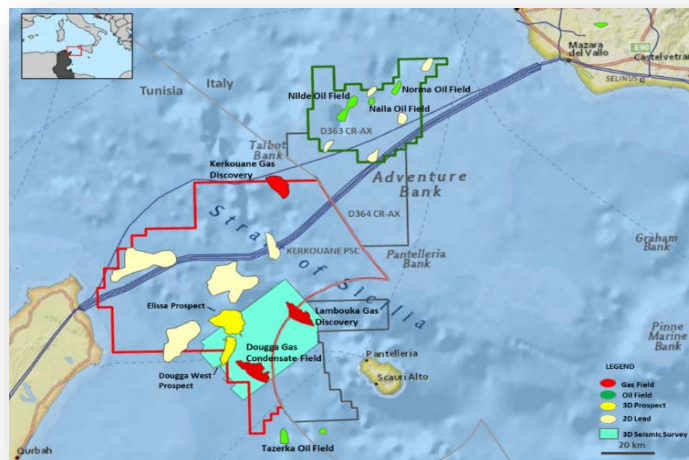 Mazara del Vallo
E90
Castelvetran
SELINUS
Italy
Tunisia
Nilde Oil Field
Norma Oil Field
Naila Oil Field
D363 CR-AX
Talbot
Bank
Kerkouane Gas
Discovery
Adventure
Bank
D364 CR-AX
Strait of Sicilia
KERKOUANE PSC
Pantelleria
Bank
Graham
Bank
Elissa Prospect
Lambouka Gas
Discovery
Pinne
Marine
Bank
Dougga Gas
Condensate Field
Dougga West
Prospect
Pantelleria
Scauri Alto
LEGEND
Gas Field
Oil Field
3D Prospect
2D Lead
3D Seismic Survey
20 km
Tazerka Oil Field
Qurbah